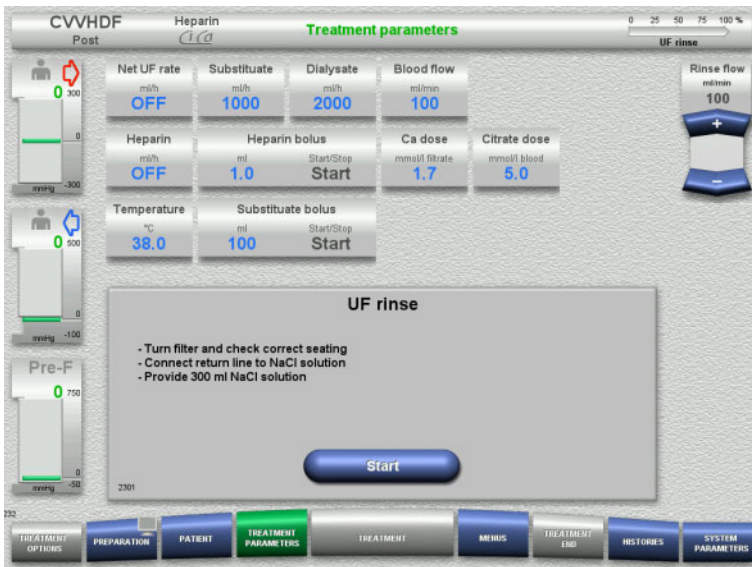 CVVHDF
Post
Heparin
Ci Ca
Treatment parameters
0 25 50 75 100 %
UF rinse
0 300
0
mmHg -300
Net UF rate
ml/h
OFF
Substituate
ml/h
1000
Dialysate
ml/h
2000
Blood flow
ml/min
100
Rinse flow
ml/min
100
+
−
Heparin
ml/h
OFF
Heparin bolus
ml Start/Stop
1.0 Start
Ca dose
mmol/l filtrate
1.7
Citrate dose
mmol/l blood
5.0
0 500
0
mmHg -100
Temperature
°C
38.0
Substituate bolus
ml Start/Stop
100 Start
Pre-F
0 750
0
mmHg -50
UF rinse
- Turn filter and check correct seating
- Connect return line to NaCl solution
- Provide 300 ml NaCl solution
Start
2301
232
TREATMENT
OPTIONS
PREPARATION
PATIENT
TREATMENT
PARAMETERS
TREATMENT
MENUS
TREATMENT
END
HISTORIES
SYSTEM
PARAMETERS